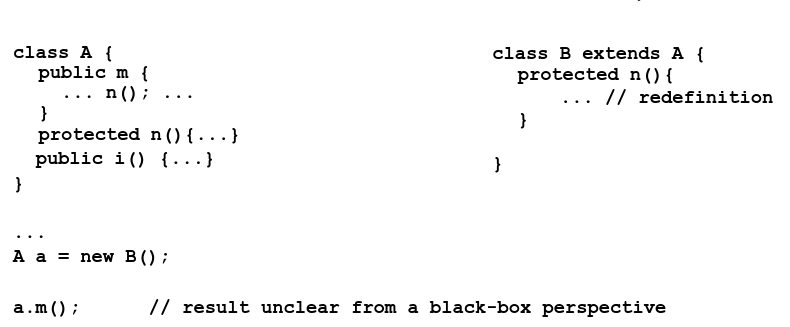 class A {
public m {
... n(); ...
}
protected n(){...}
public i() {...}
}
class B extends A {
protected n(){
... // redefinition
}
}
...
A a = new B();
a.m(); // result unclear from a black-box perspective